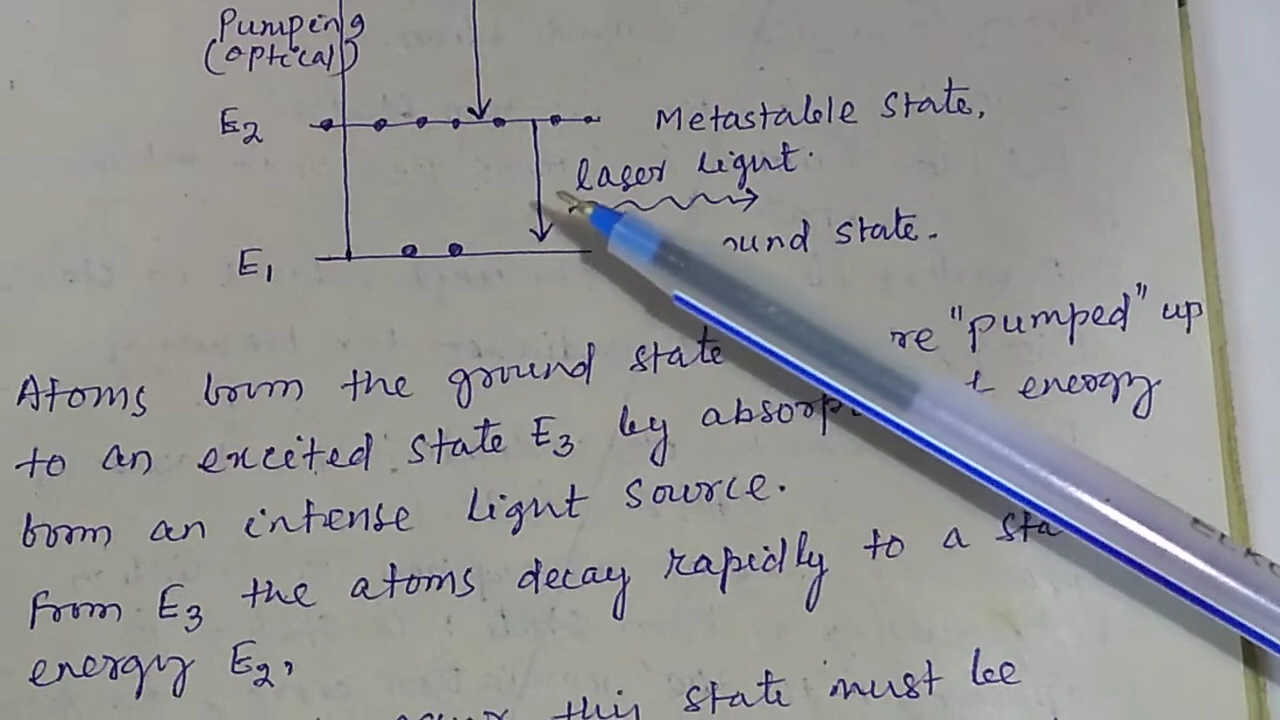 Pumping
(optical)
E2 Metastable state,
laser light.
E1 und state.
Atoms from the ground state re "pumped" up
to an excited state E3 by absorp t energy
from an intense light source.
From E3 the atoms decay rapidly to a sta
energy E2,
this state must be